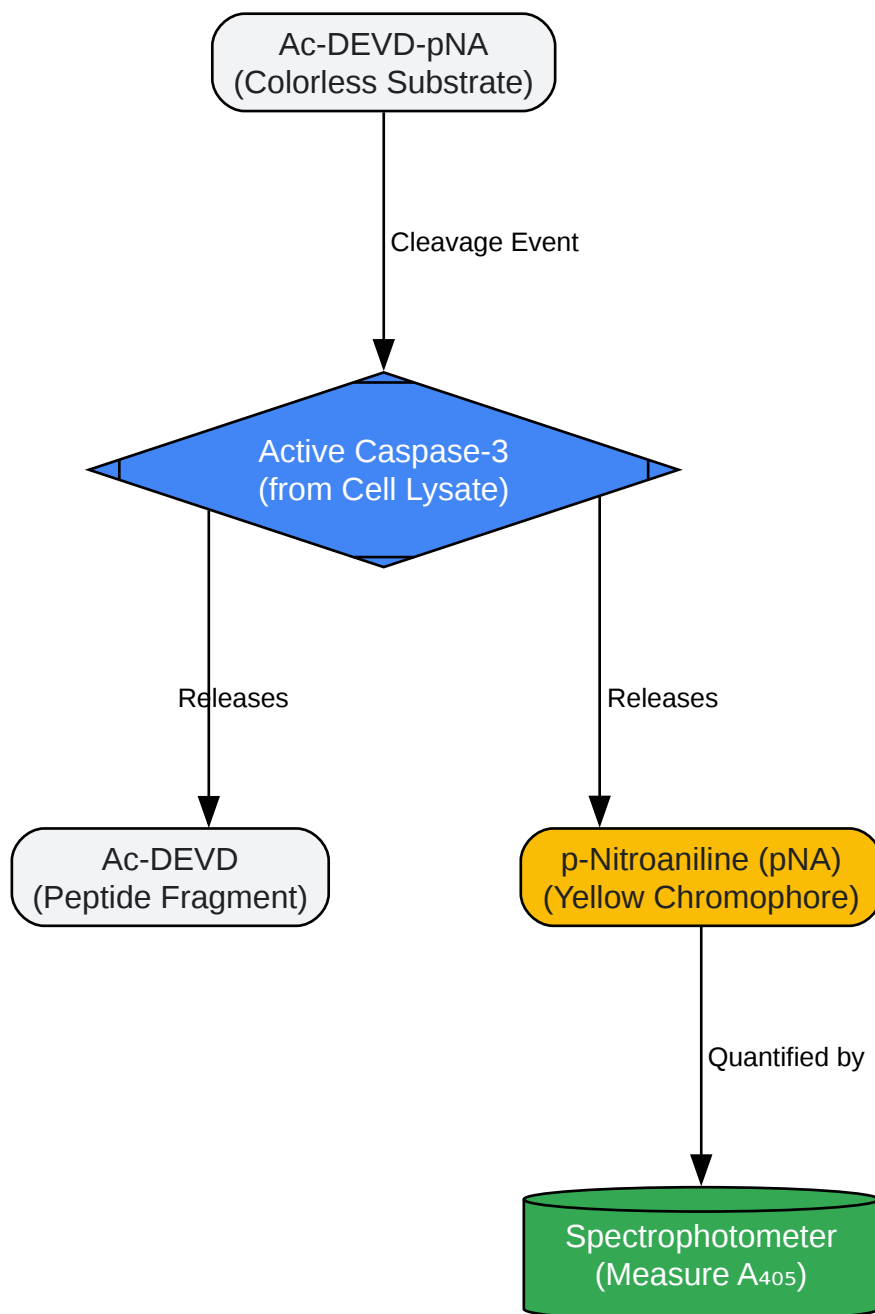 Ac-DEVD-pNA
(Colorless Substrate)
Cleavage Event
Active Caspase-3
(from Cell Lysate)
Releases
Releases
Ac-DEVD
(Peptide Fragment)
p-Nitroaniline (pNA)
(Yellow Chromophore)
Quantified by
Spectrophotometer
(Measure A₄₀₅)